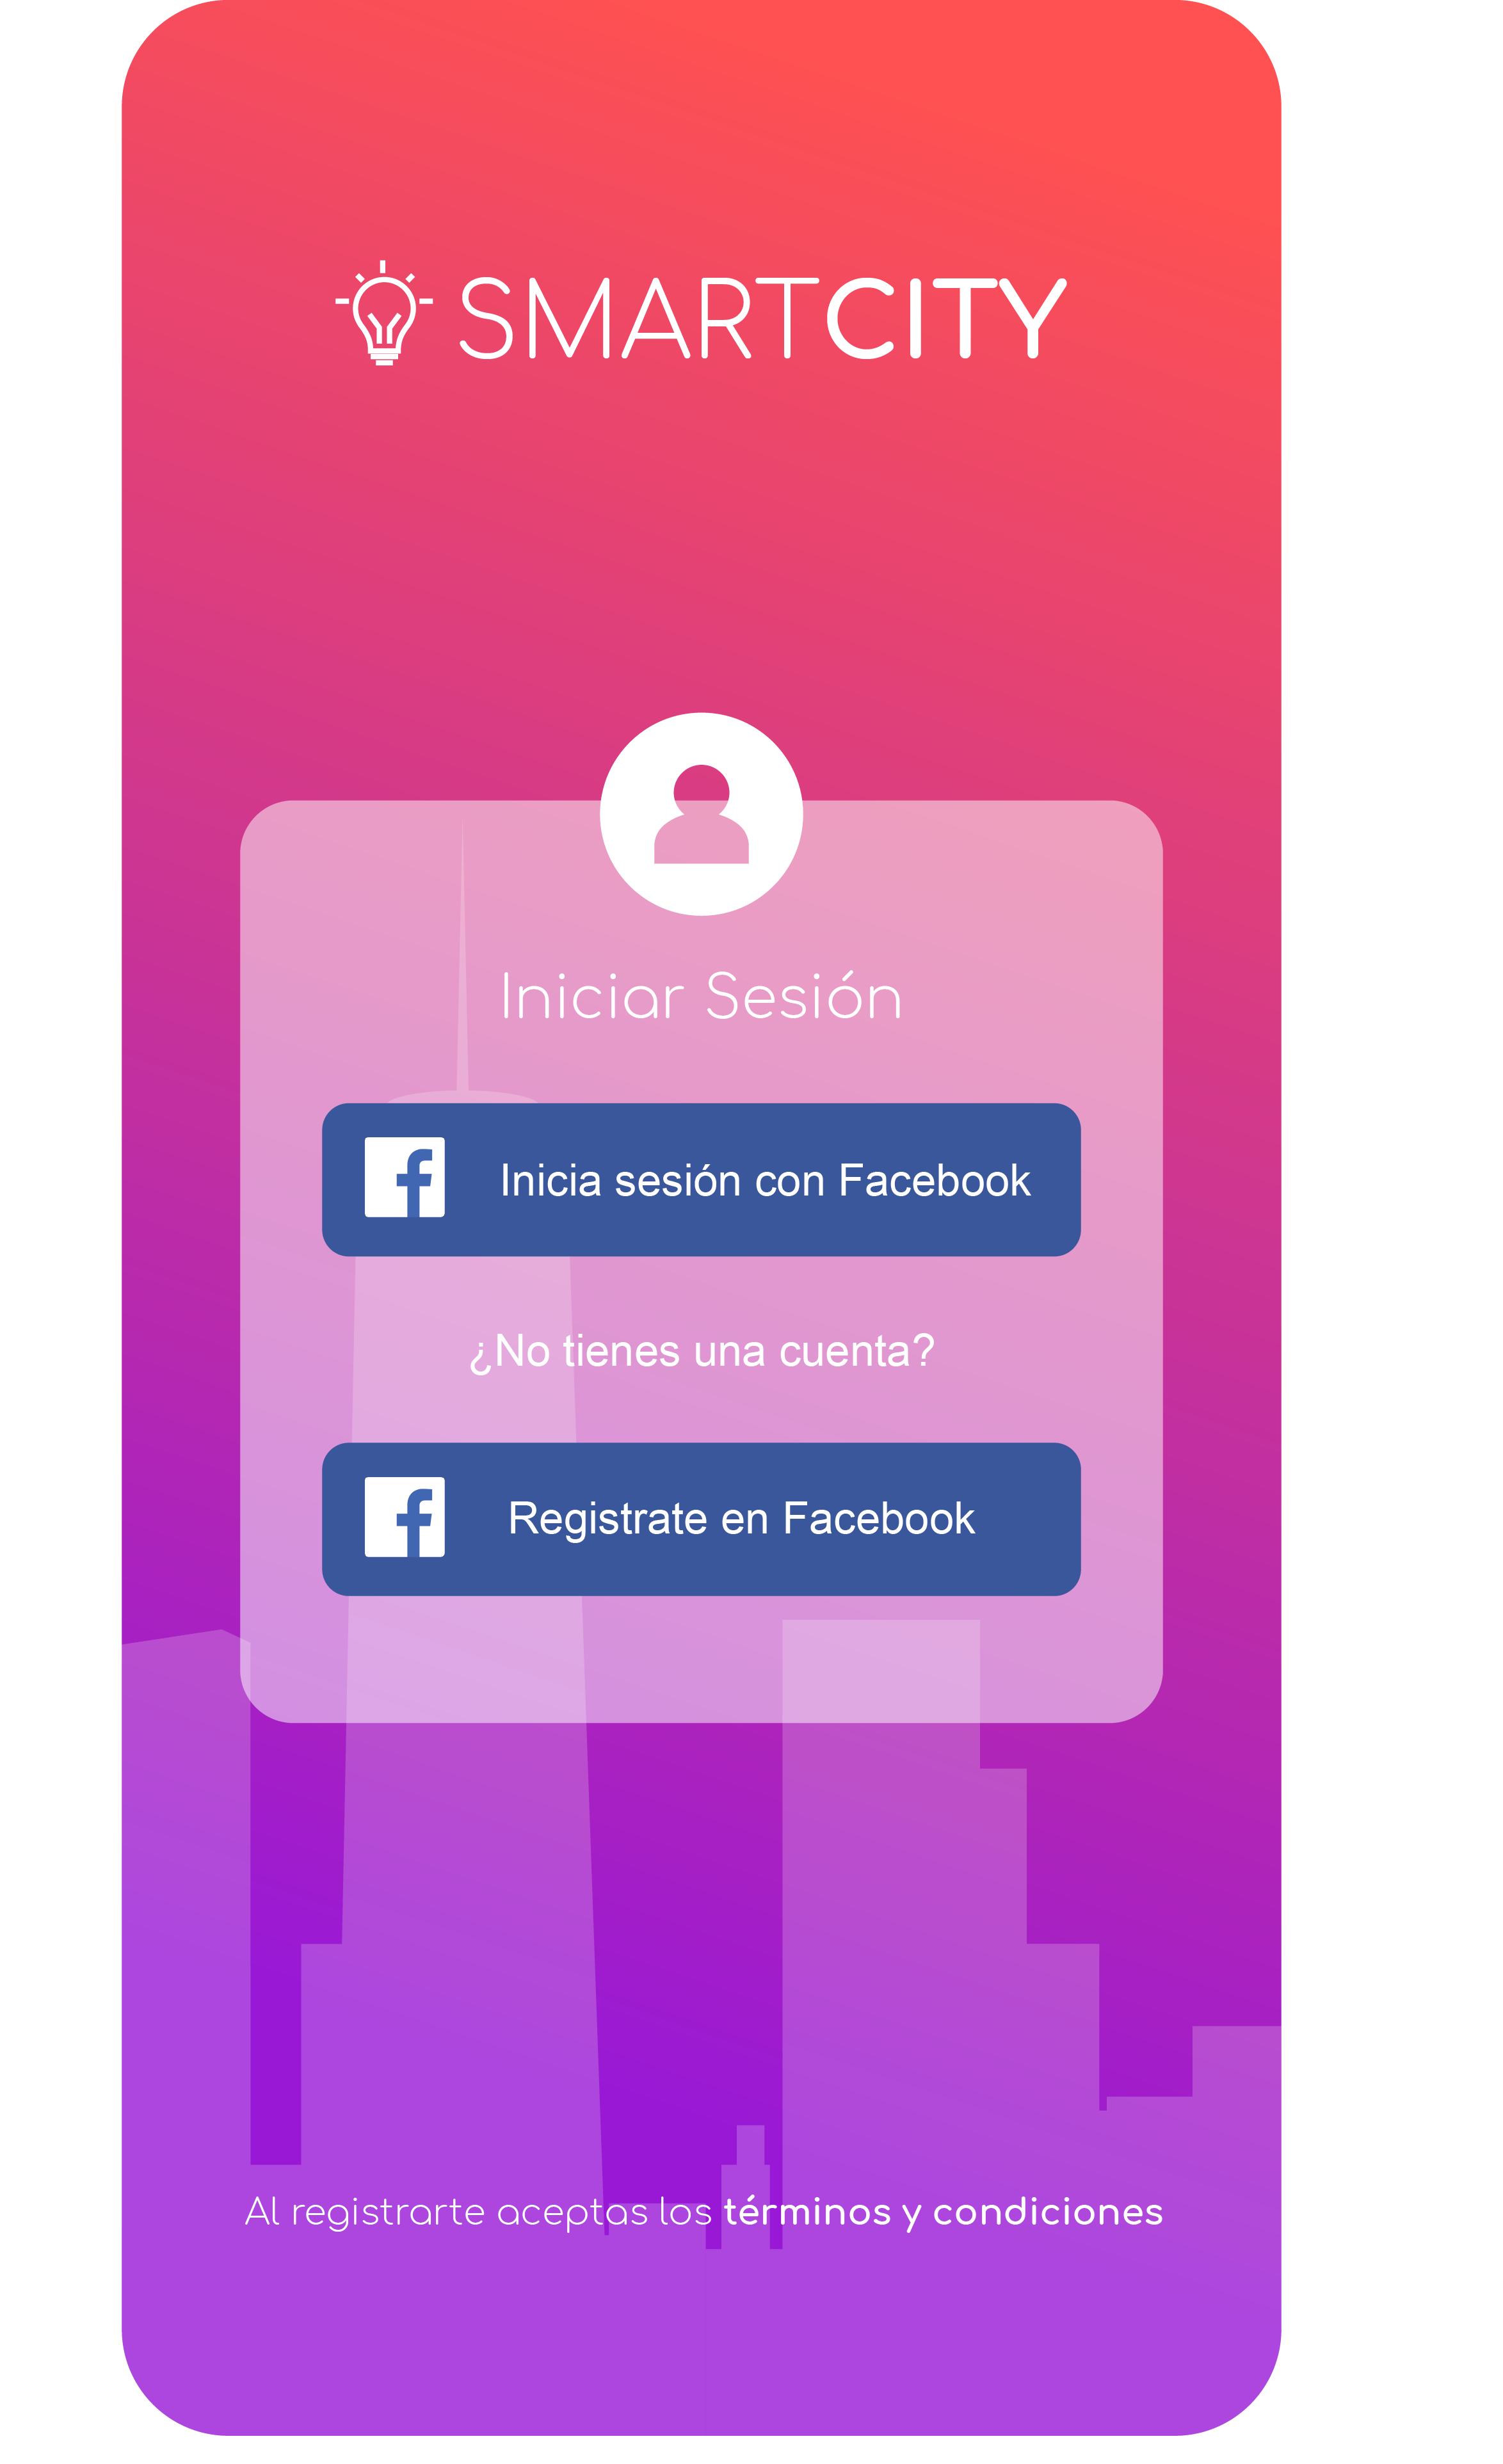 SMARTCITY
Iniciar Sesión
Inicia sesión con Facebook
¿No tienes una cuenta?
Registrate en Facebook
Al registrarte aceptas los términos y condiciones